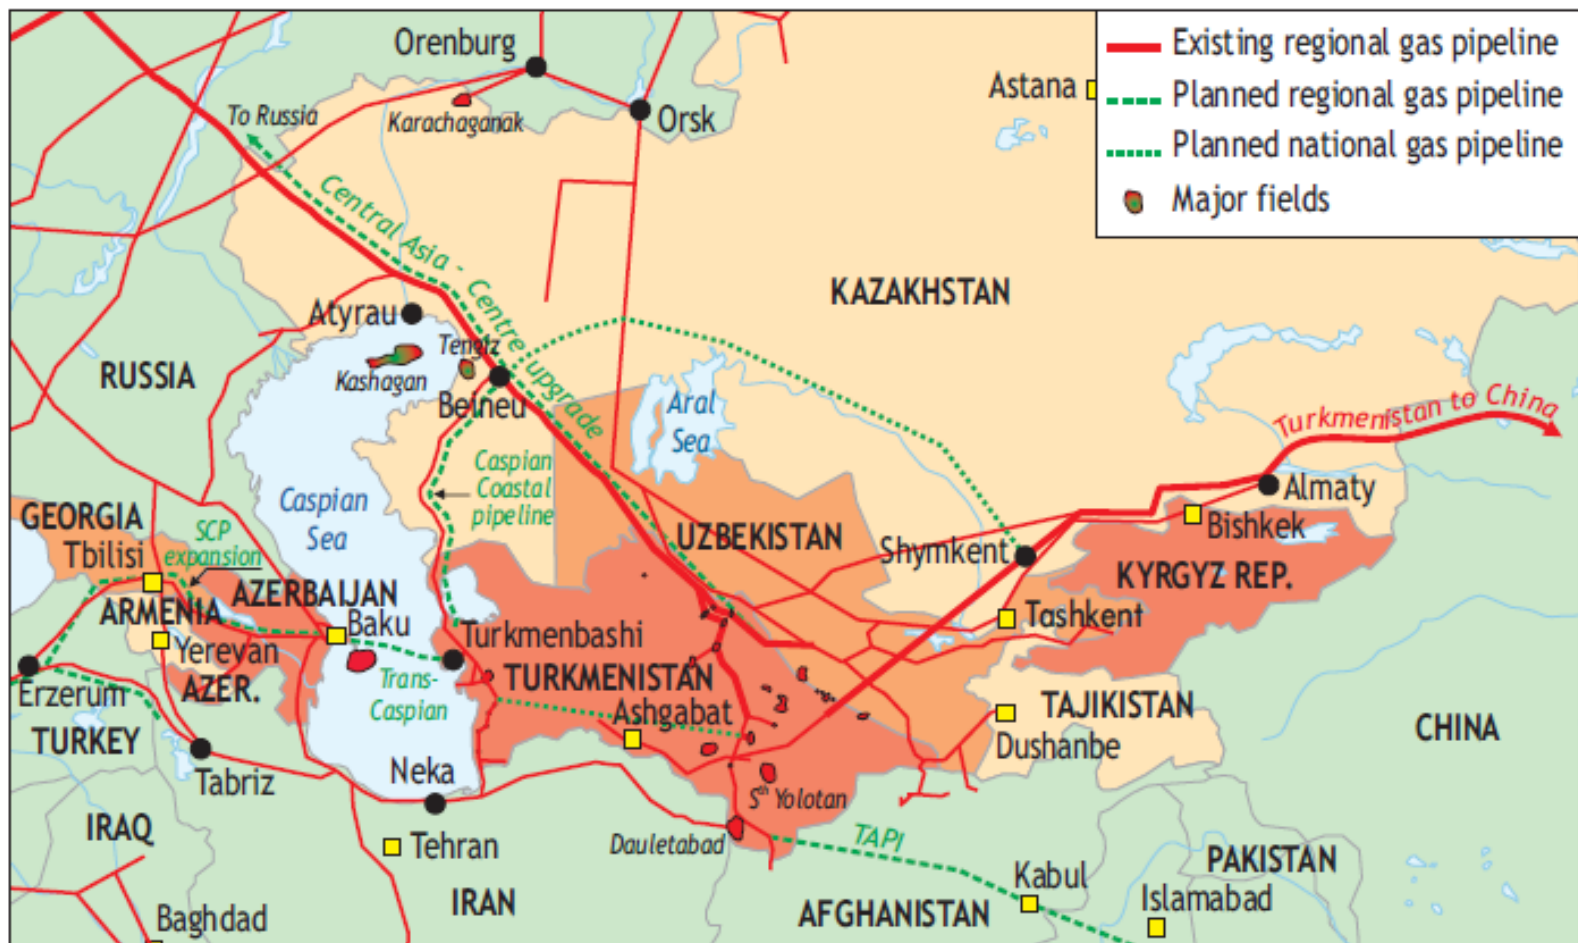 Existing regional gas pipeline
Planned regional gas pipeline
Planned national gas pipeline
Major fields
Orenburg
Astana
To Russia
Karachaganak
Orsk
Central Asia - Centre upgrade
KAZAKHSTAN
Atyrau
Tengiz
Kashagan
RUSSIA
Beineu
Aral
Sea
Turkmenistan to China
Caspian
Coastal
pipeline
Almaty
Caspian
Sea
GEORGIA
Tbilisi
SCP
expansion
UZBEKISTAN
Shymkent
Bishkek
KYRGYZ REP.
AZERBAIJAN
ARMENIA
Baku
Tashkent
Yerevan
Turkmenbashi
AZER.
Trans-
Caspian
TURKMENISTAN
Ashgabat
Erzerum
TAJIKISTAN
Dushanbe
TURKEY
CHINA
Tabriz
Neka
Sth Yolotan
IRAQ
Tehran
Dauletabad
TAPI
PAKISTAN
Kabul
Islamabad
IRAN
AFGHANISTAN
Baghdad